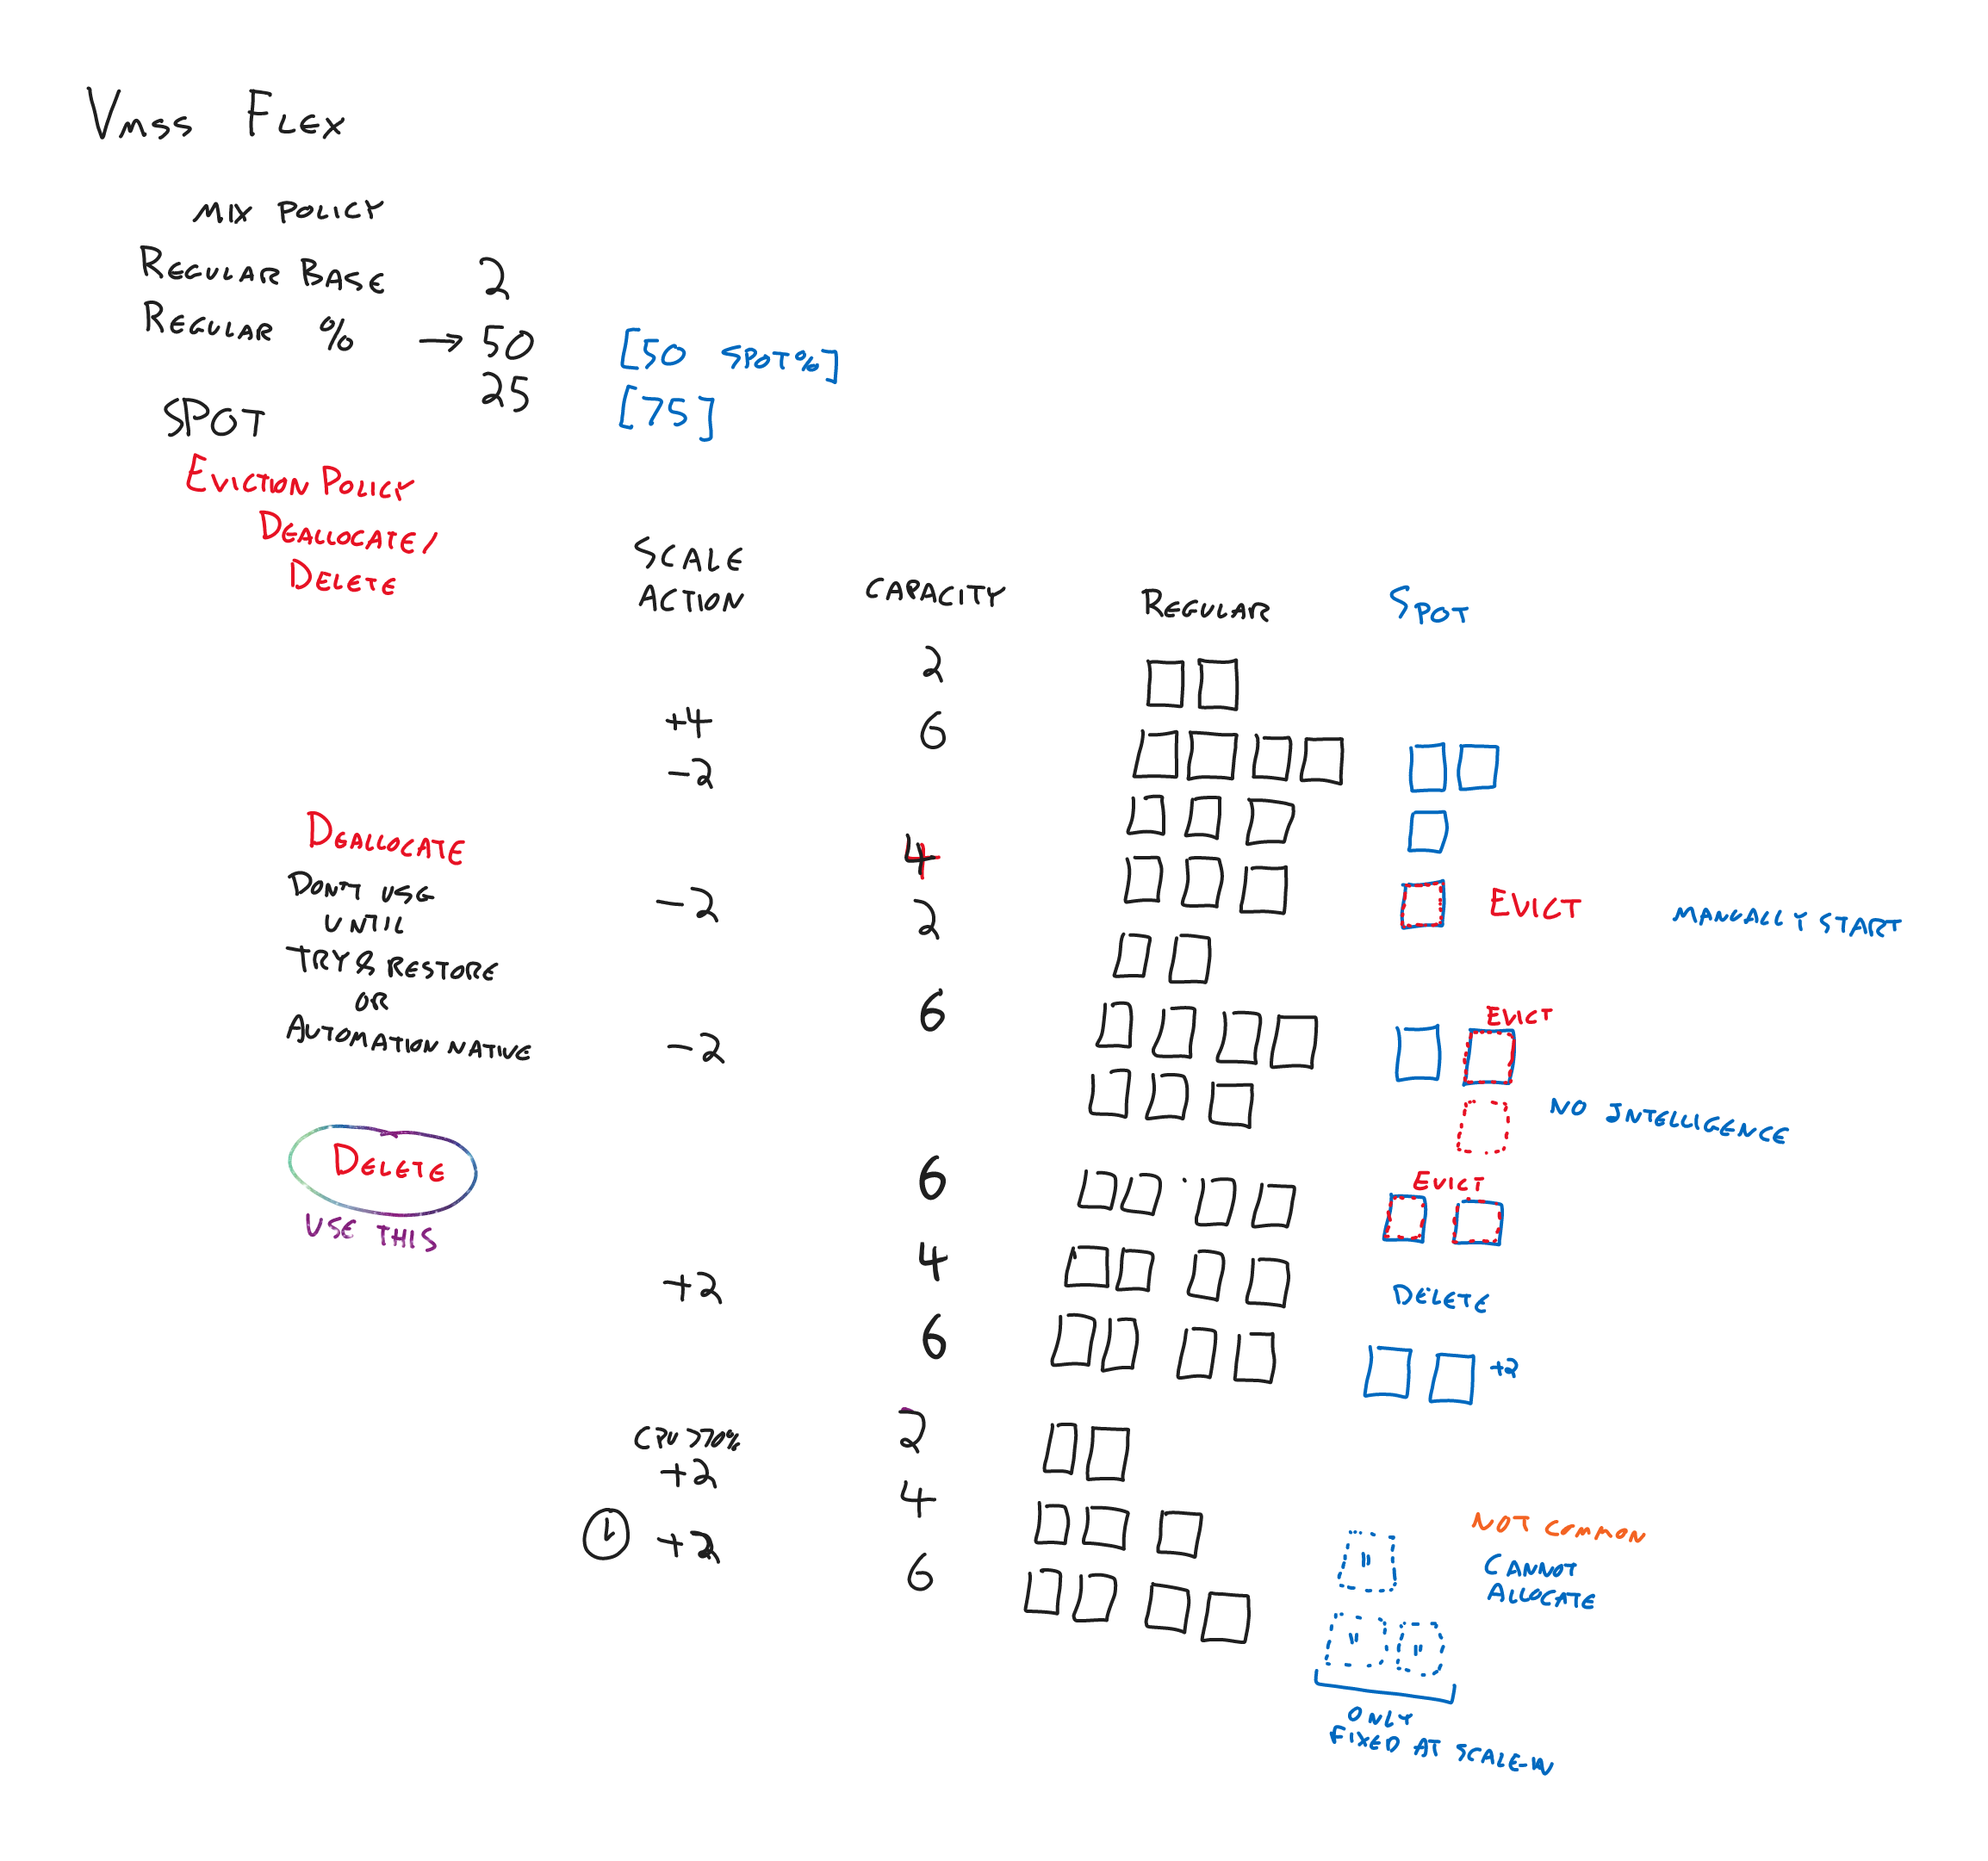 VMSS FLEX
MIX POLICY
REGULAR BASE 2
REGULAR % → 50 [50 SPOT%]
25 [75]
SPOT
EVICTION POLICY
DEALLOCATE/
DELETE
SCALE
ACTION
CAPACITY
REGULAR
SPOT
2
+4
6
-2
DEALLOCATE
4
DON'T USE
UNTIL
TRY & RESTORE
OR
AUTOMATION NATIVE
-2
2
EVICT
MANUALLY START
6
EVICT
-2
NO INTELLIGENCE
DELETE
USE THIS
6
EVICT
4
+2
DELETE
6
+2
CPU >70%
2
+2
4
+2
6
NOT COMMON
CANNOT
ALLOCATE
ONLY
FIXED AT SCALE-IN